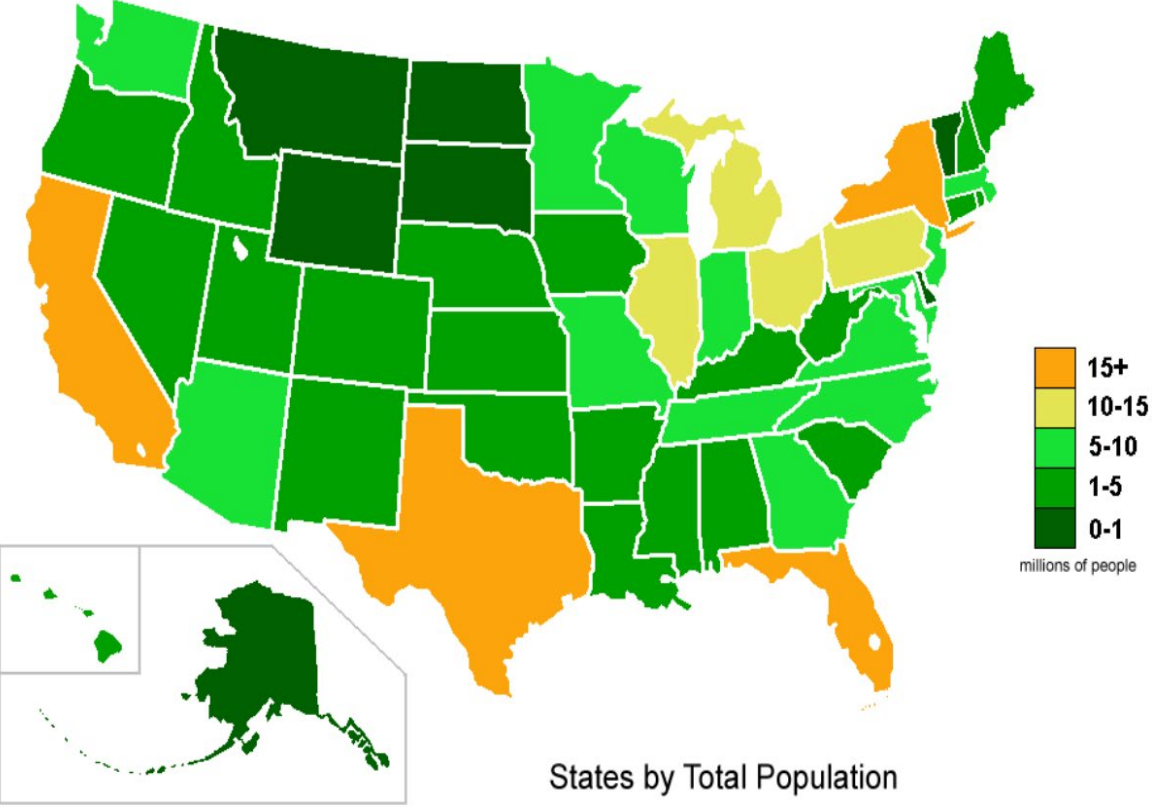 15+
10-15
5-10
1-5
0-1
millions of people
States by Total Population